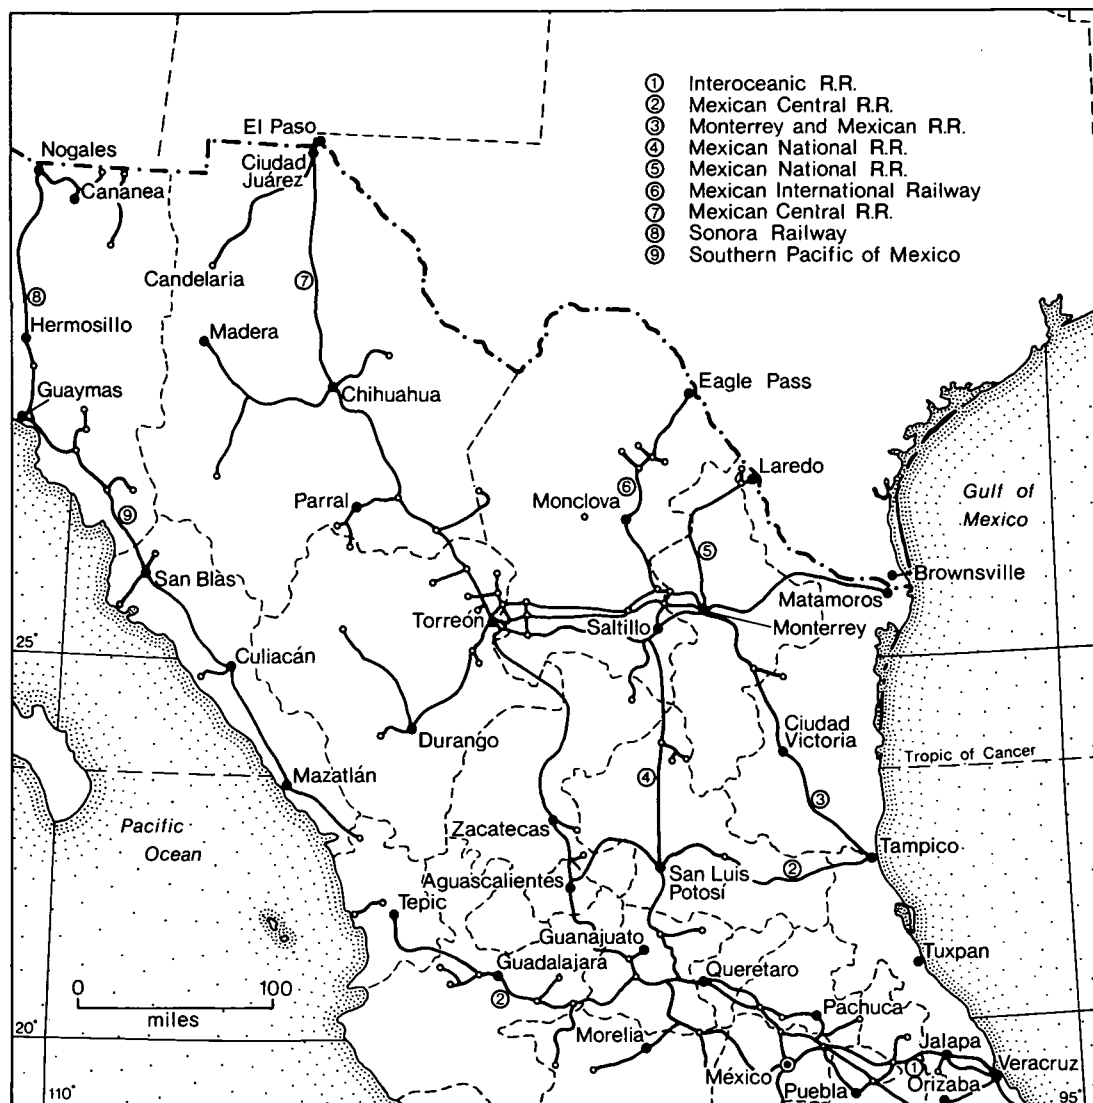 ① Interoceanic R.R.
② Mexican Central R.R.
③ Monterrey and Mexican R.R.
④ Mexican National R.R.
⑤ Mexican National R.R.
⑥ Mexican International Railway
⑦ Mexican Central R.R.
⑧ Sonora Railway
⑨ Southern Pacific of Mexico
El Paso
Nogales
Ciudad
Juárez
Cananea
Candelaria
⑦
⑧
Hermosillo
Madera
Guaymas
Chihuahua
Eagle Pass
Laredo
Parral
Monclova
⑥
Gulf of
Mexico
⑨
⑤
San Blas
Brownsville
Matamoros
Torreón
Saltillo
Monterrey
25°
Culiacán
Durango
Ciudad
Victoria
Tropic of Cancer
Mazatlán
④
③
Pacific
Ocean
Zacatecas
Tampico
②
Aguascalientes
San Luis
Potosí
Tepic
Guanajuato
Guadalajara
Tuxpan
Querétaro
0 100
miles
②
Pachuca
20°
Morelia
Jalapa
México
①
Veracruz
Puebla
Orizaba
110°
95°